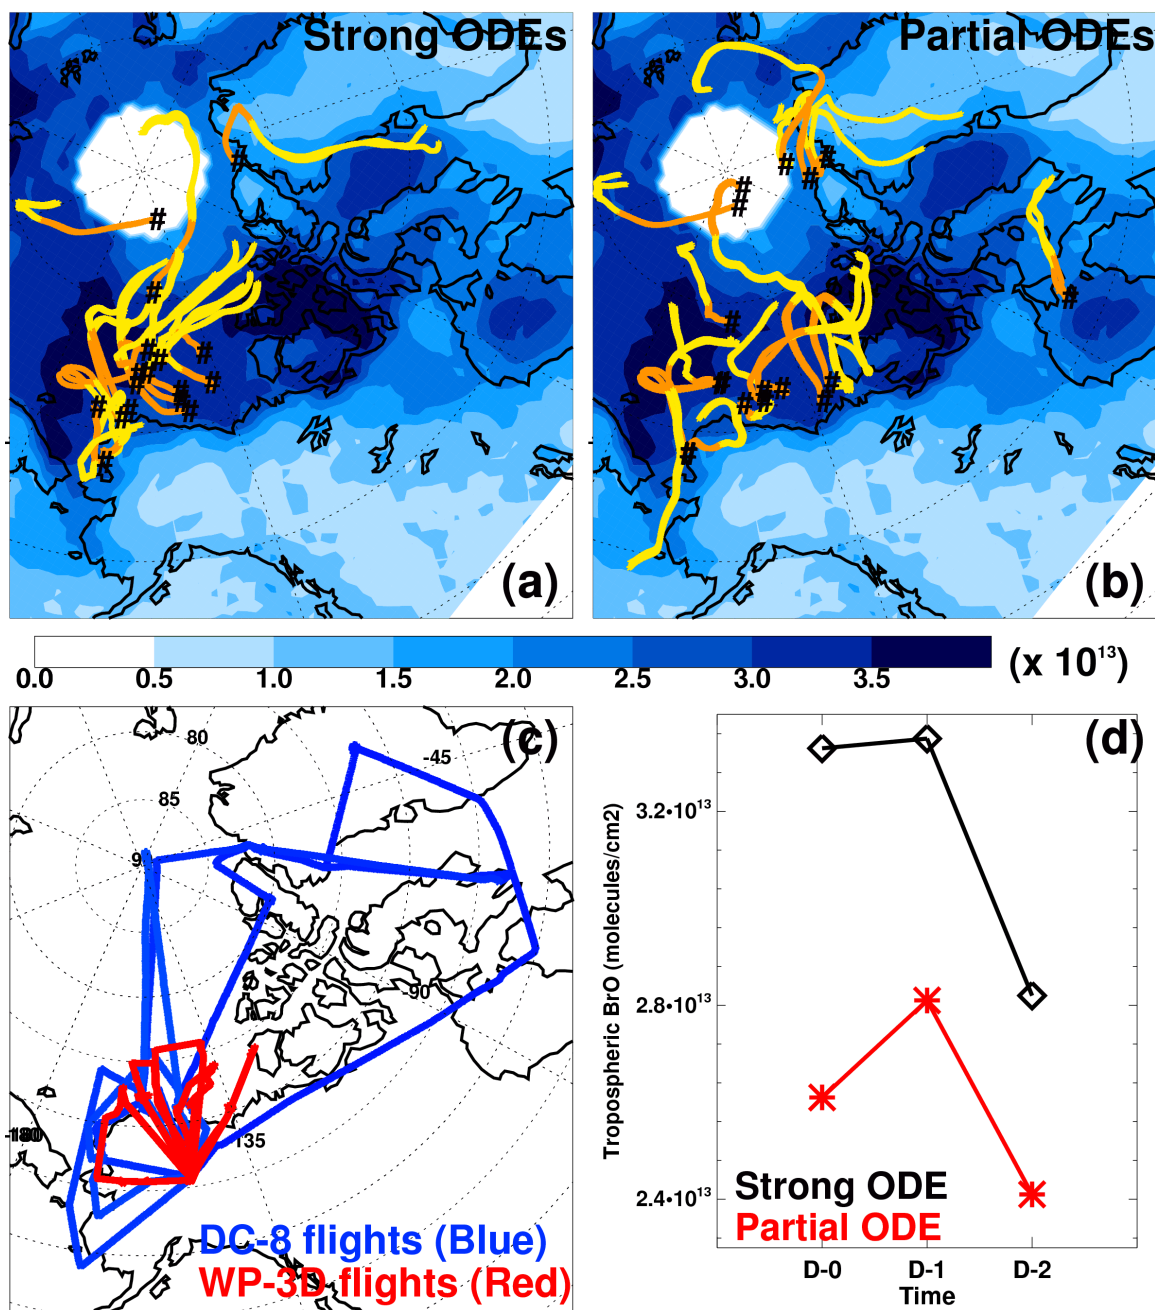 Strong ODEs
Partial ODEs
(a)
(b)
0.0 0.5 1.0 1.5 2.0 2.5 3.0 3.5
(x 10¹³)
(c)
80
-45
85
-90
135
DC-8 flights (Blue)
WP-3D flights (Red)
(d)
Tropospheric BrO (molecules/cm2)
3.2•10¹³
2.8•10¹³
2.4•10¹³
Strong ODE
Partial ODE
D-0 D-1 D-2
Time